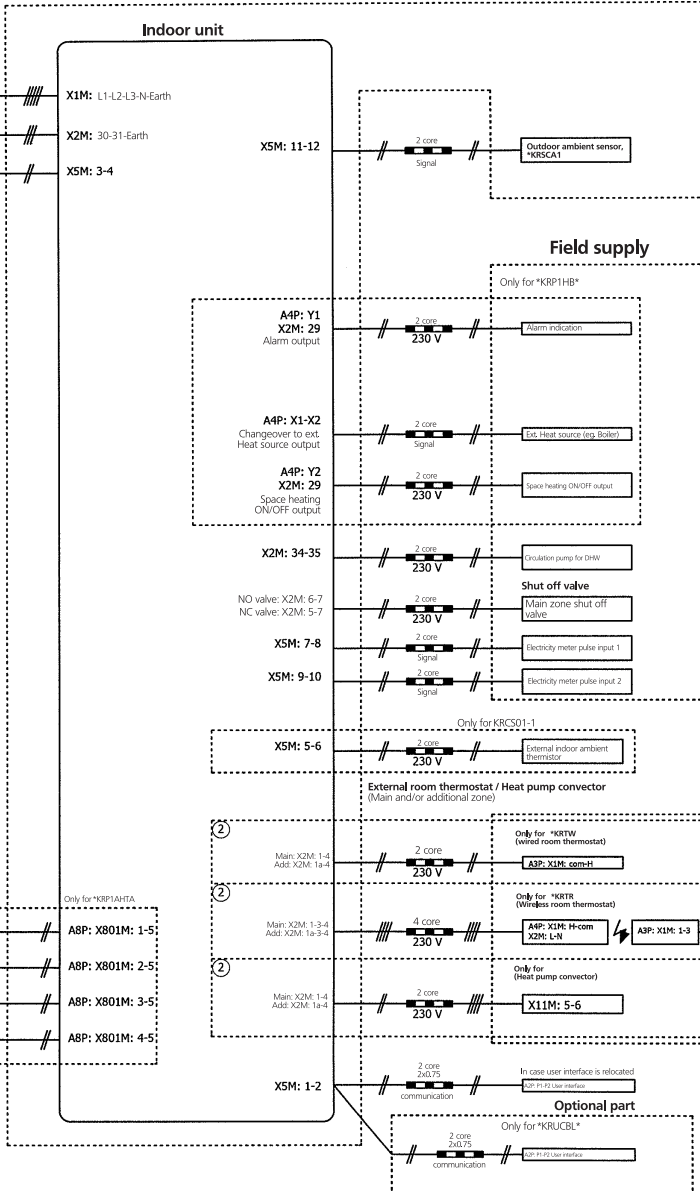 Indoor unit
X1M: L1-L2-L3-N-Earth
X2M: 30-31-Earth
X5M: 3-4
X5M: 11-12
2 core
Signal
Outdoor ambient sensor,
*KRSCA1
Field supply
Only for *KRP1HB*
A4P: Y1
X2M: 29
Alarm output
2 core
230 V
Alarm indication
A4P: X1-X2
Changeover to ext.
Heat source output
2 core
Signal
Ext. Heat source (eg. Boiler)
A4P: Y2
X2M: 29
Space heating
ON/OFF output
2 core
230 V
Space heating ON/OFF output
X2M: 34-35
2 core
230 V
Circulation pump for DHW
Shut off valve
NO valve: X2M: 6-7
NC valve: X2M: 5-7
2 core
230 V
Main zone shut off
valve
X5M: 7-8
2 core
Signal
Electricity meter pulse input 1
X5M: 9-10
2 core
Signal
Electricity meter pulse input 2
Only for KRCS01-1
X5M: 5-6
2 core
230 V
External indoor ambient
thermistor
External room thermostat / Heat pump convector
(Main and/or additional zone)
2
Only for *KRTW
(wired room thermostat)
Main: X2M: 1-4
Add: X2M: 1a-4
2 core
230 V
A3P: X1M: com-H
2
Only for *KRTR
(Wireless room thermostat)
Main: X2M: 1-3-4
Add: X2M: 1a-3-4
4 core
230 V
A4P: X1M: H-com
X2M: L-N
A3P: X1M: 1-3
2
Only for
(Heat pump convector)
Main: X2M: 1-4
Add: X2M: 1a-4
2 core
230 V
X11M: 5-6
Only for *KRP1AHTA
A8P: X801M: 1-5
A8P: X801M: 2-5
A8P: X801M: 3-5
A8P: X801M: 4-5
X5M: 1-2
2 core
2x0.75
communication
In case user interface is relocated
A2P: P1-P2 User interface
Optional part
Only for *KRUCBL*
2 core
2x0.75
communication
A2P: P1-P2 User interface